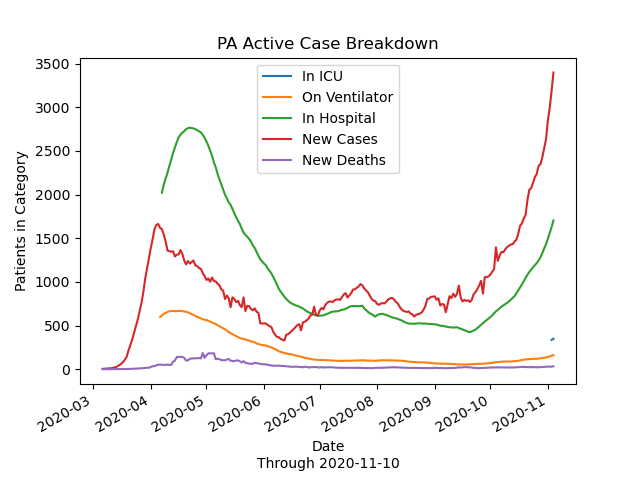 PA Active Case Breakdown
In ICU
On Ventilator
In Hospital
New Cases
New Deaths
Patients in Category
3500
3000
2500
2000
1500
1000
500
0
2020-03
2020-04
2020-05
2020-06
2020-07
2020-08
2020-09
2020-10
2020-11
Date
Through 2020-11-10